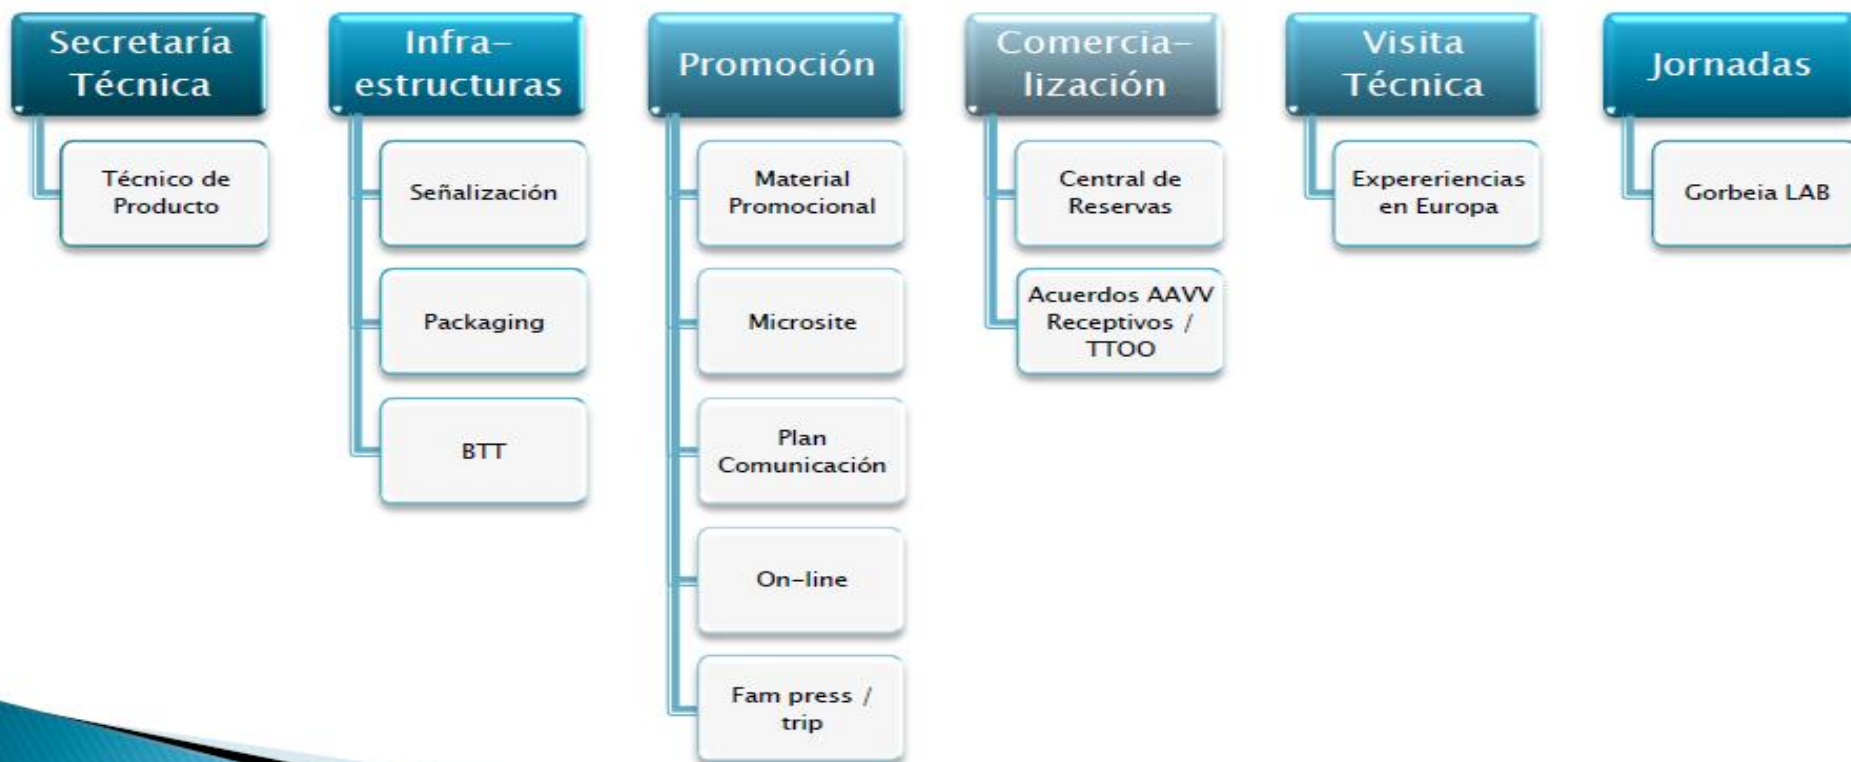 Secretaría
Técnica
Técnico de
Producto
Infra-
estructuras
Señalización
Packaging
BTT
Promoción
Material
Promocional
Microsite
Plan
Comunicación
On-line
Fam press /
trip
Comercia-
lización
Central de
Reservas
Acuerdos AAVV
Receptivos /
TTOO
Visita
Técnica
Expereriencias
en Europa
Jornadas
Gorbeia LAB